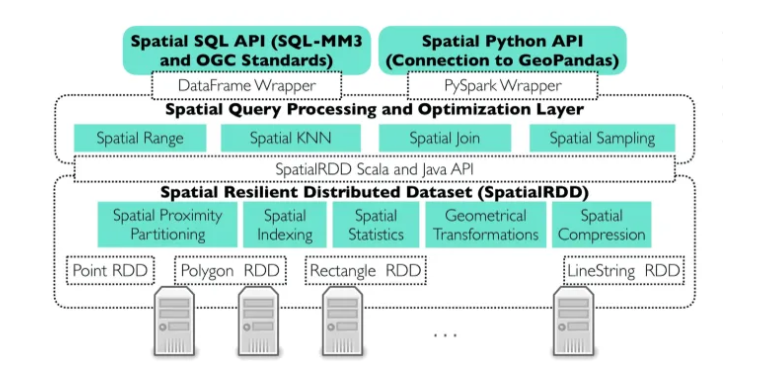 Spatial SQL API (SQL-MM3
and OGC Standards)
Spatial Python API
(Connection to GeoPandas)
DataFrame Wrapper
PySpark Wrapper
Spatial Query Processing and Optimization Layer
Spatial Range
Spatial KNN
Spatial Join
Spatial Sampling
SpatialRDD Scala and Java API
Spatial Resilient Distributed Dataset (SpatialRDD)
Spatial Proximity
Partitioning
Spatial
Indexing
Spatial
Statistics
Geometrical
Transformations
Spatial
Compression
Point RDD
Polygon RDD
Rectangle RDD
LineString RDD
...